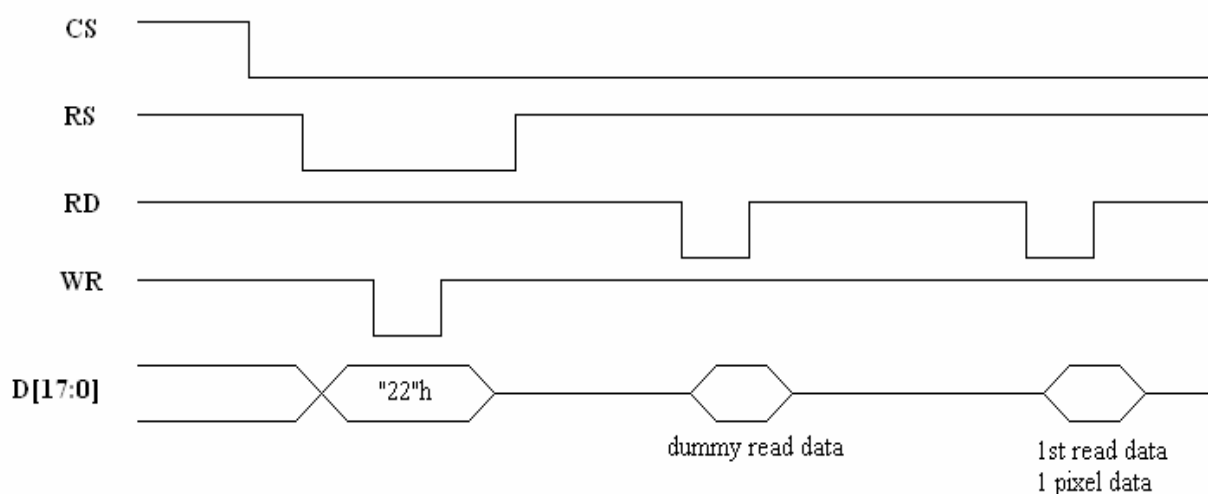 CS
RS
RD
WR
D[17:0]
"22"h
dummy read data
1st read data
1 pixel data